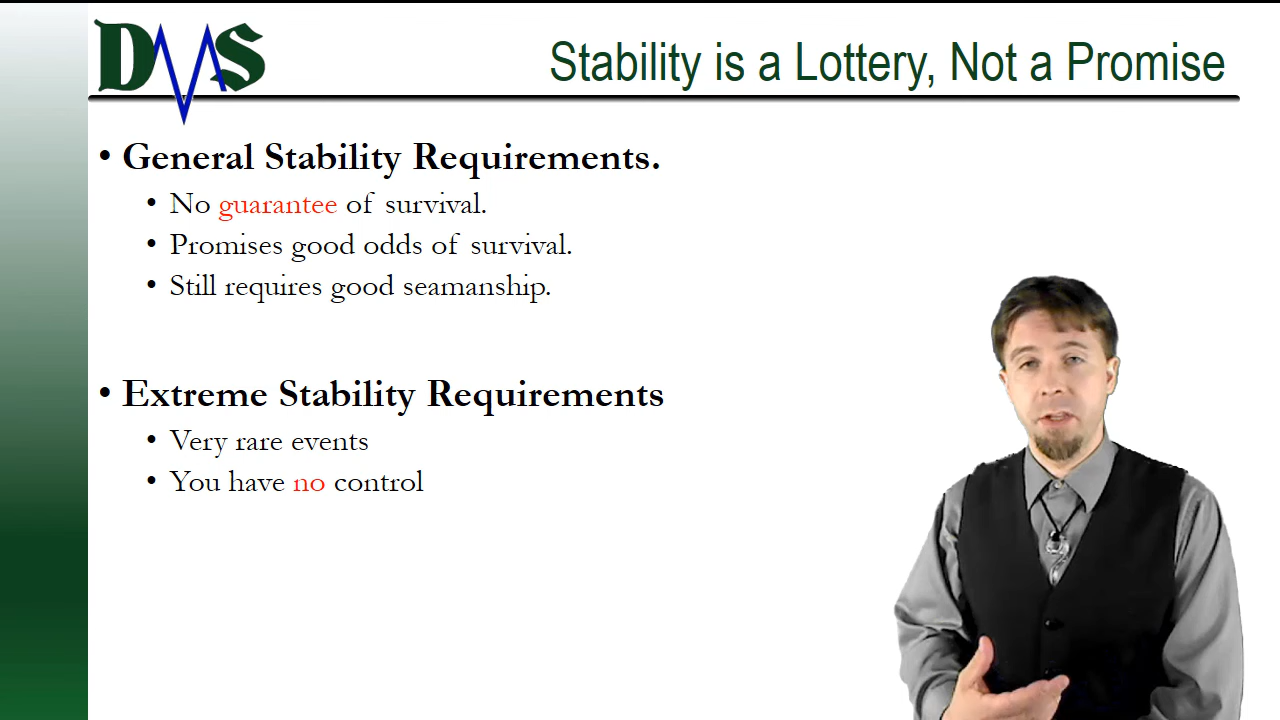 DMS
Stability is a Lottery, Not a Promise
• General Stability Requirements.
• No guarantee of survival.
• Promises good odds of survival.
• Still requires good seamanship.
• Extreme Stability Requirements
• Very rare events
• You have no control